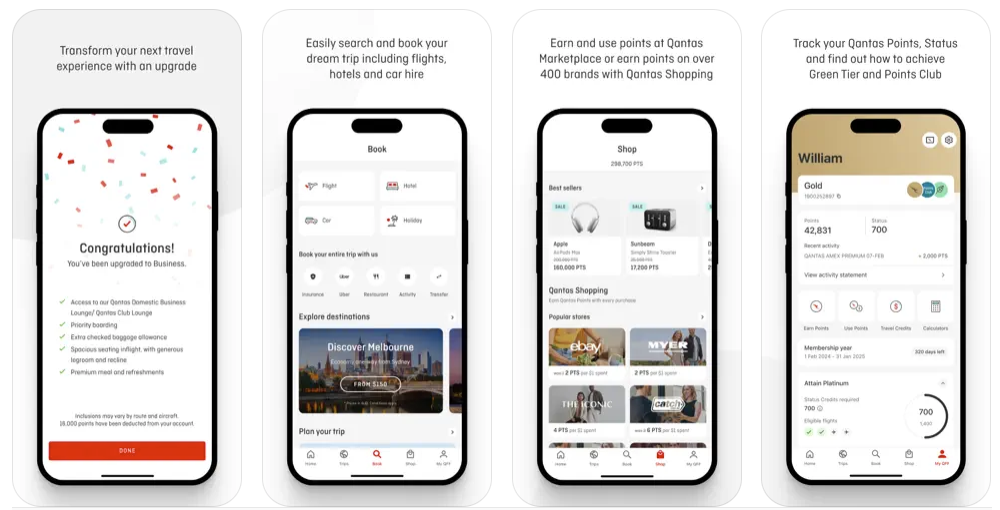 Transform your next travel
experience with an upgrade
Congratulations!
You've been upgraded to Business.
Access to our Qantas Domestic Business
Lounge/ Qantas Club Lounge
Priority boarding
Extra checked baggage allowance
Spacious seating inflight, with generous
legroom and recline
Premium meal and refreshments
Inclusions may vary by route and aircraft.
16,000 points have been deducted from your account.
DONE
Easily search and book your
dream trip including flights,
hotels and car hire
Book
Flight
Hotel
Car
Holiday
Book your entire trip with us
Insurance
Uber
Restaurant
Activity
Transfer
Explore destinations
Discover Melbourne
Economy one way from Sydney
FROM $150
Plan your trip
Home
Trips
Book
Shop
My QFF
Earn and use points at Qantas
Marketplace or earn points on over
400 brands with Qantas Shopping
Shop
298,700 PTS
Best sellers
SALE
Apple
AirPods Max
160,000 PTS
SALE
Sunbeam
17,200 PTS
Qantas Shopping
Earn Qantas Points with every purchase
Popular stores
ebay
2 PTS per $1 spent
MYER
2 PTS per $1 spent
THE ICONIC
4 PTS per $1 spent
catch
6 PTS per $1 spent
Home
Trips
Book
Shop
My QFF
Track your Qantas Points, Status
and find out how to achieve
Green Tier and Points Club
William
Gold
Points
42,831
Status
700
Recent activity
QANTAS AMEX PREMIUM 07-FEB
+ 2,000 PTS
View activity statement
Earn Points
Use Points
Travel Credits
Calculators
Membership year
1 Feb 2024 - 31 Jan 2025
320 days left
Attain Platinum
Status Credits required
700
Eligible flights
700
1,400
Home
Trips
Book
Shop
My QFF